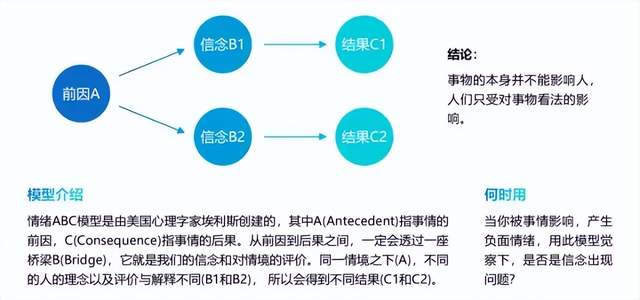 信念B1
结果C1
前因A
信念B2
结果C2
结论：
事物的本身并不能影响人，
人们只受对事物看法的影
响。
模型介绍
情绪ABC模型是由美国心理字家埃利斯创建的，其中A(Antecedent)指事情的
前因，C(Consequence)指事情的后果。从前因到后果之间，一定会透过一座
桥梁B(Bridge)，它就是我们的信念和对情境的评价。同一情境之下(A)，不同
的人的理念以及评价与解释不同(B1和B2)， 所以会得到不同结果(C1和C2)。
何时用
当你被事情影响，产生
负面情绪，用此模型觉
察下，是否是信念出现
问题？